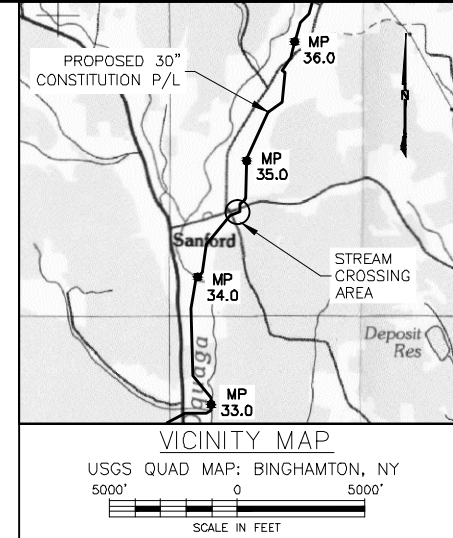 MP
36.0
PROPOSED 30"
CONSTITUTION P/L
N
MP
35.0
Sanford
STREAM
CROSSING
AREA
MP
34.0
Deposit
Res
quaga
MP
33.0
VICINITY MAP
USGS QUAD MAP: BINGHAMTON, NY
5000' 0 5000'
SCALE IN FEET